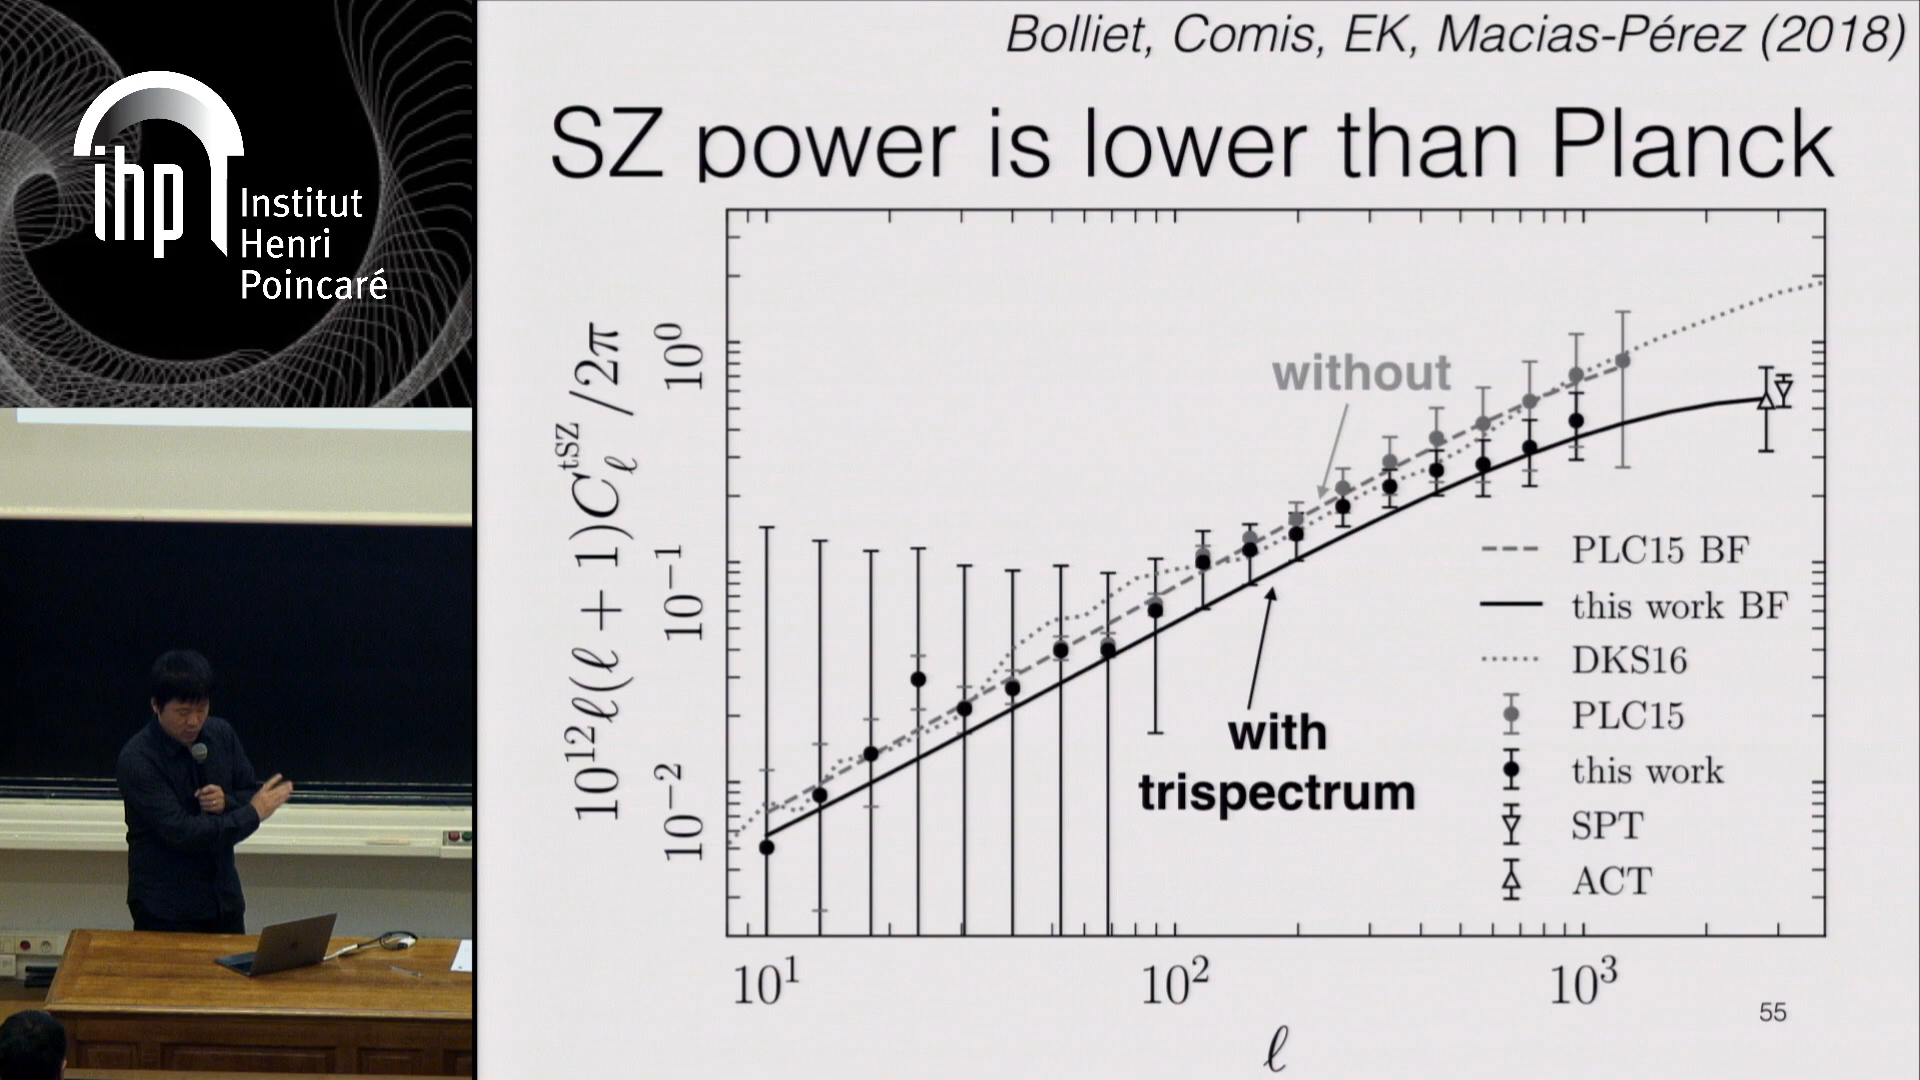 ihp
Institut
Henri
Poincaré
Bolliet, Comis, EK, Macias-Pérez (2018)
SZ power is lower than Planck
10¹²ℓ(ℓ + 1)C_ℓ^tSZ/2π
10⁰
10⁻¹
10⁻²
without
with
trispectrum
PLC15 BF
this work BF
DKS16
PLC15
this work
SPT
ACT
10¹
10²
10³
ℓ
55